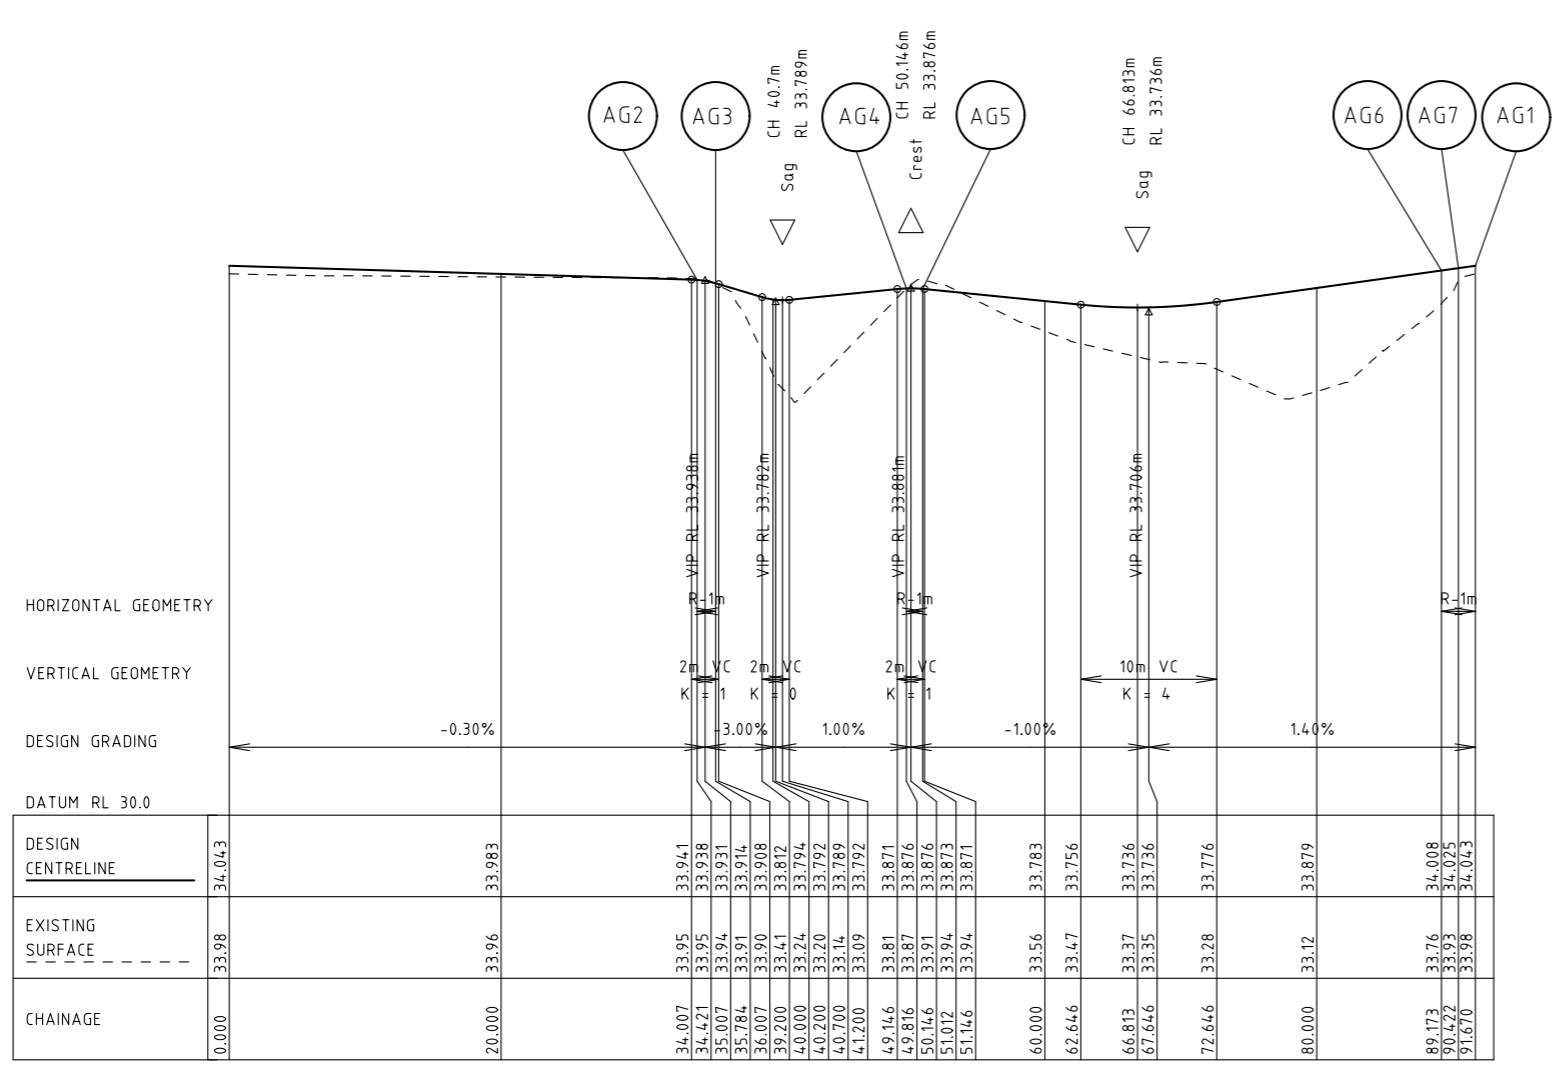 CH 40.7m
RL 33.789m
Sag
CH 50.146m
RL 33.876m
Crest
CH 66.813m
RL 33.736m
Sag
AG2
AG3
AG4
AG5
AG6
AG7
AG1
VIP RL 33.938m
VIP RL 33.782m
VIP RL 33.881m
VIP RL 33.706m
HORIZONTAL GEOMETRY
R-1m
R-1m
R-1m
VERTICAL GEOMETRY
2m VC
2m VC
2m VC
10m VC
K = 1
K = 0
K = 1
K = 4
DESIGN GRADING
-0.30%
-3.00%
1.00%
-1.00%
1.40%
DATUM RL 30.0
DESIGN
CENTRELINE
34.043
33.983
33.941
33.938
33.931
33.914
33.908
33.812
33.794
33.792
33.789
33.792
33.871
33.876
33.876
33.873
33.871
33.783
33.756
33.736
33.736
33.776
33.879
34.008
34.025
34.043
EXISTING
SURFACE
33.98
33.96
33.95
33.95
33.94
33.91
33.90
33.41
33.24
33.20
33.14
33.09
33.81
33.87
33.91
33.94
33.94
33.56
33.47
33.37
33.35
33.28
33.12
33.76
33.93
33.98
CHAINAGE
0.000
20.000
34.007
34.421
35.007
35.784
36.007
39.200
40.000
40.200
40.700
41.200
49.146
49.816
50.146
51.012
51.146
60.000
62.646
66.813
67.646
72.646
80.000
89.173
90.422
91.670